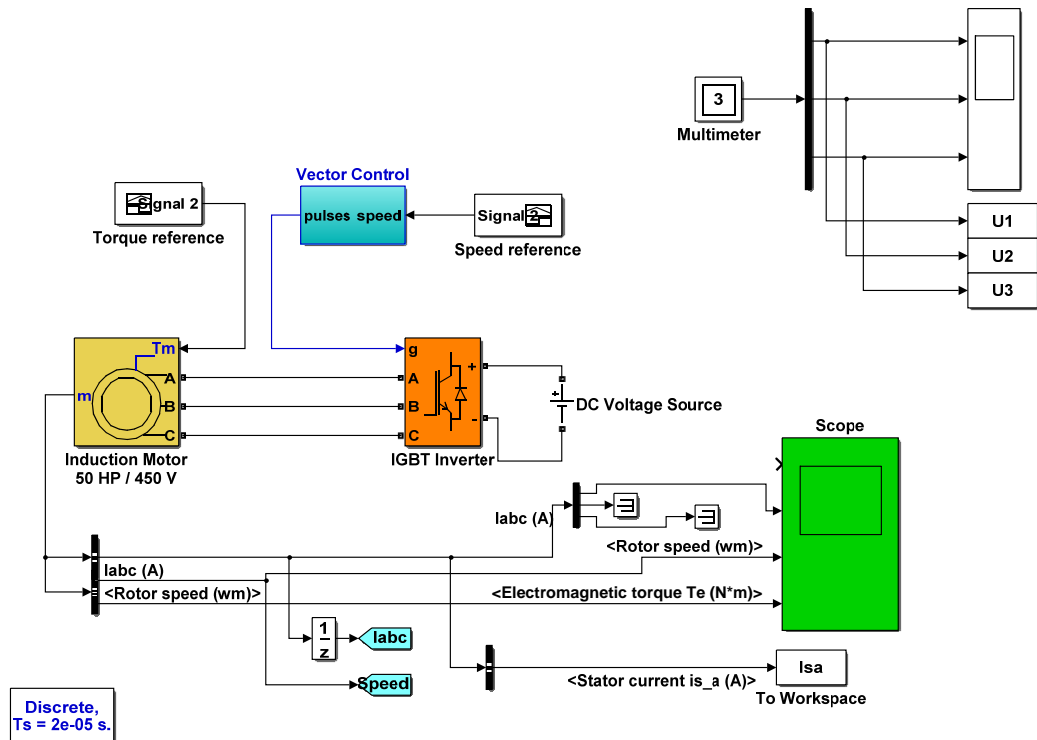 3
Multimeter
Vector Control
Signal 2
pulses speed
Signal 2
Torque reference
Speed reference
U1
U2
U3
Tm
g
m
A
A
+
B
B
-
+
DC Voltage Source
C
C
Induction Motor
50 HP / 450 V
IGBT Inverter
Scope
Iabc (A)
<Rotor speed (wm)>
Iabc (A)
<Rotor speed (wm)>
<Electromagnetic torque Te (N*m)>
1
z
Iabc
Speed
<Stator current is_a (A)>
Isa
To Workspace
Discrete,
Ts = 2e-05 s.